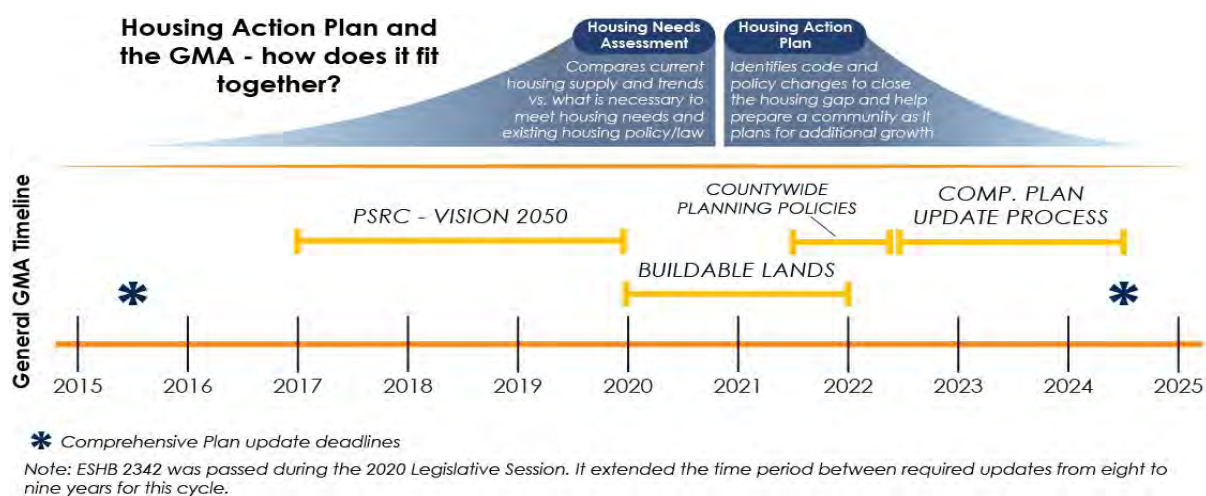 Housing Action Plan and
the GMA - how does it fit
together?
Housing Needs
Assessment
Compares current
housing supply and trends
vs. what is necessary to
meet housing needs and
existing housing policy/law
Housing Action
Plan
Identifies code and
policy changes to close
the housing gap and help
prepare a community as it
plans for additional growth
General GMA Timeline
PSRC - VISION 2050
COUNTYWIDE
PLANNING POLICIES
COMP. PLAN
UPDATE PROCESS
BUILDABLE LANDS
* *
2015 2016 2017 2018 2019 2020 2021 2022 2023 2024 2025
* Comprehensive Plan update deadlines
Note: ESHB 2342 was passed during the 2020 Legislative Session. It extended the time period between required updates from eight to
nine years for this cycle.